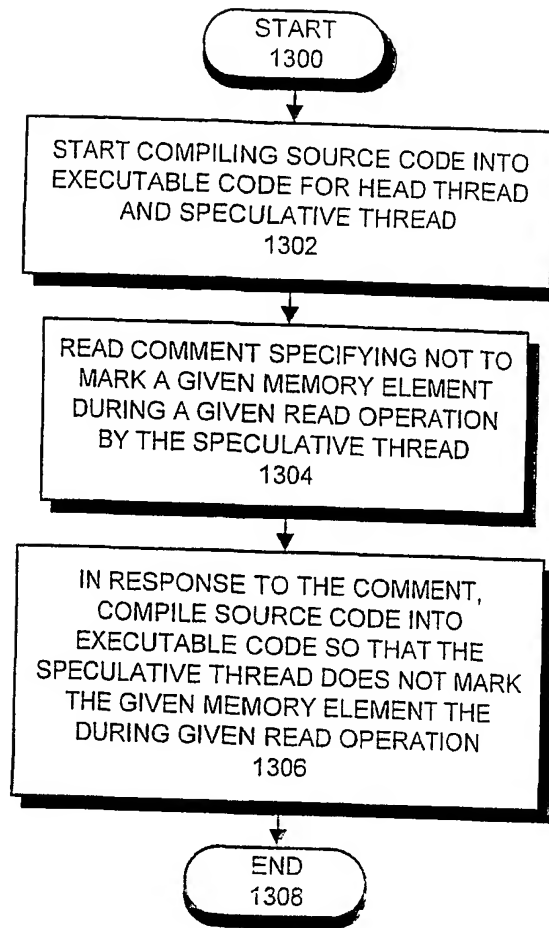 START
1300
START COMPILING SOURCE CODE INTO
EXECUTABLE CODE FOR HEAD THREAD
AND SPECULATIVE THREAD
1302
READ COMMENT SPECIFYING NOT TO
MARK A GIVEN MEMORY ELEMENT
DURING A GIVEN READ OPERATION
BY THE SPECULATIVE THREAD
1304
IN RESPONSE TO THE COMMENT,
COMPILE SOURCE CODE INTO
EXECUTABLE CODE SO THAT THE
SPECULATIVE THREAD DOES NOT MARK
THE GIVEN MEMORY ELEMENT THE
DURING GIVEN READ OPERATION
1306
END
1308